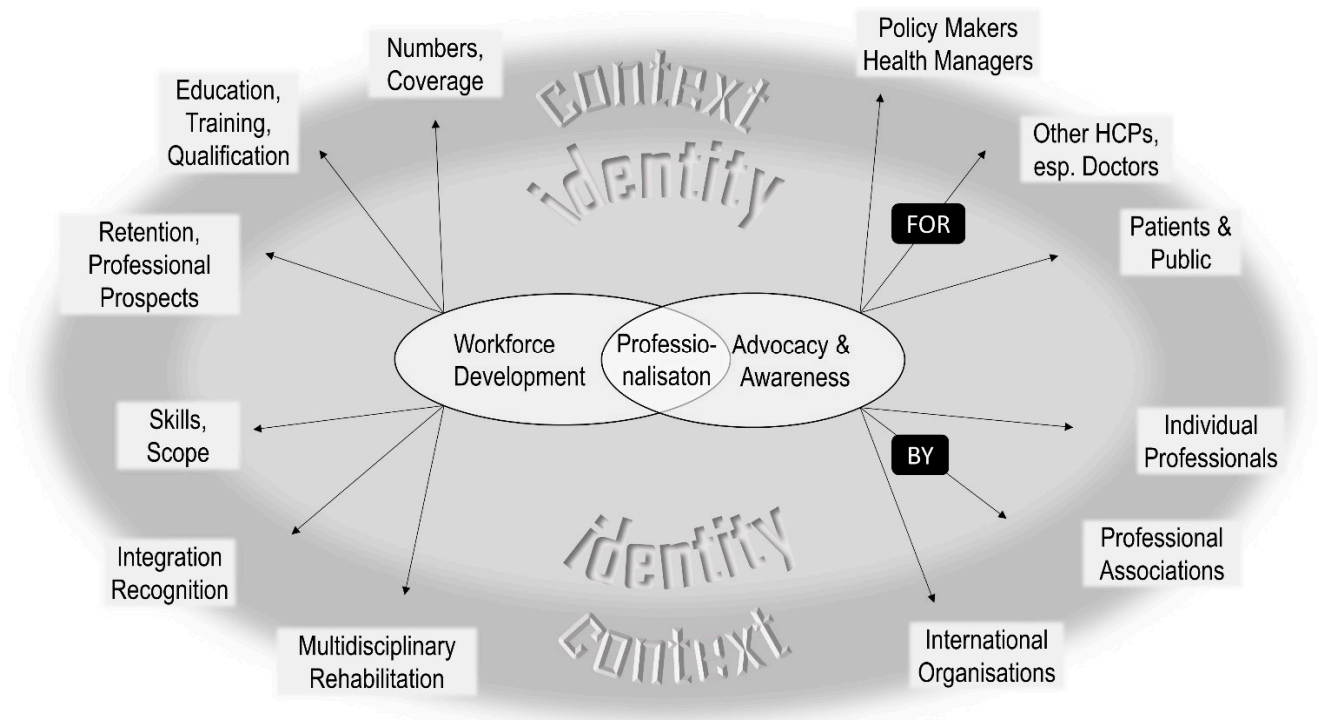 Policy Makers
Health Managers
Numbers,
Coverage
context
Education,
Training,
Qualification
Other HCPs,
esp. Doctors
identity
FOR
Retention,
Professional
Prospects
Patients &
Public
Workforce
Development
Professio-
nalisaton
Advocacy &
Awareness
Skills,
Scope
Individual
Professionals
BY
identity
Integration
Recognition
Professional
Associations
context
Multidisciplinary
Rehabilitation
International
Organisations